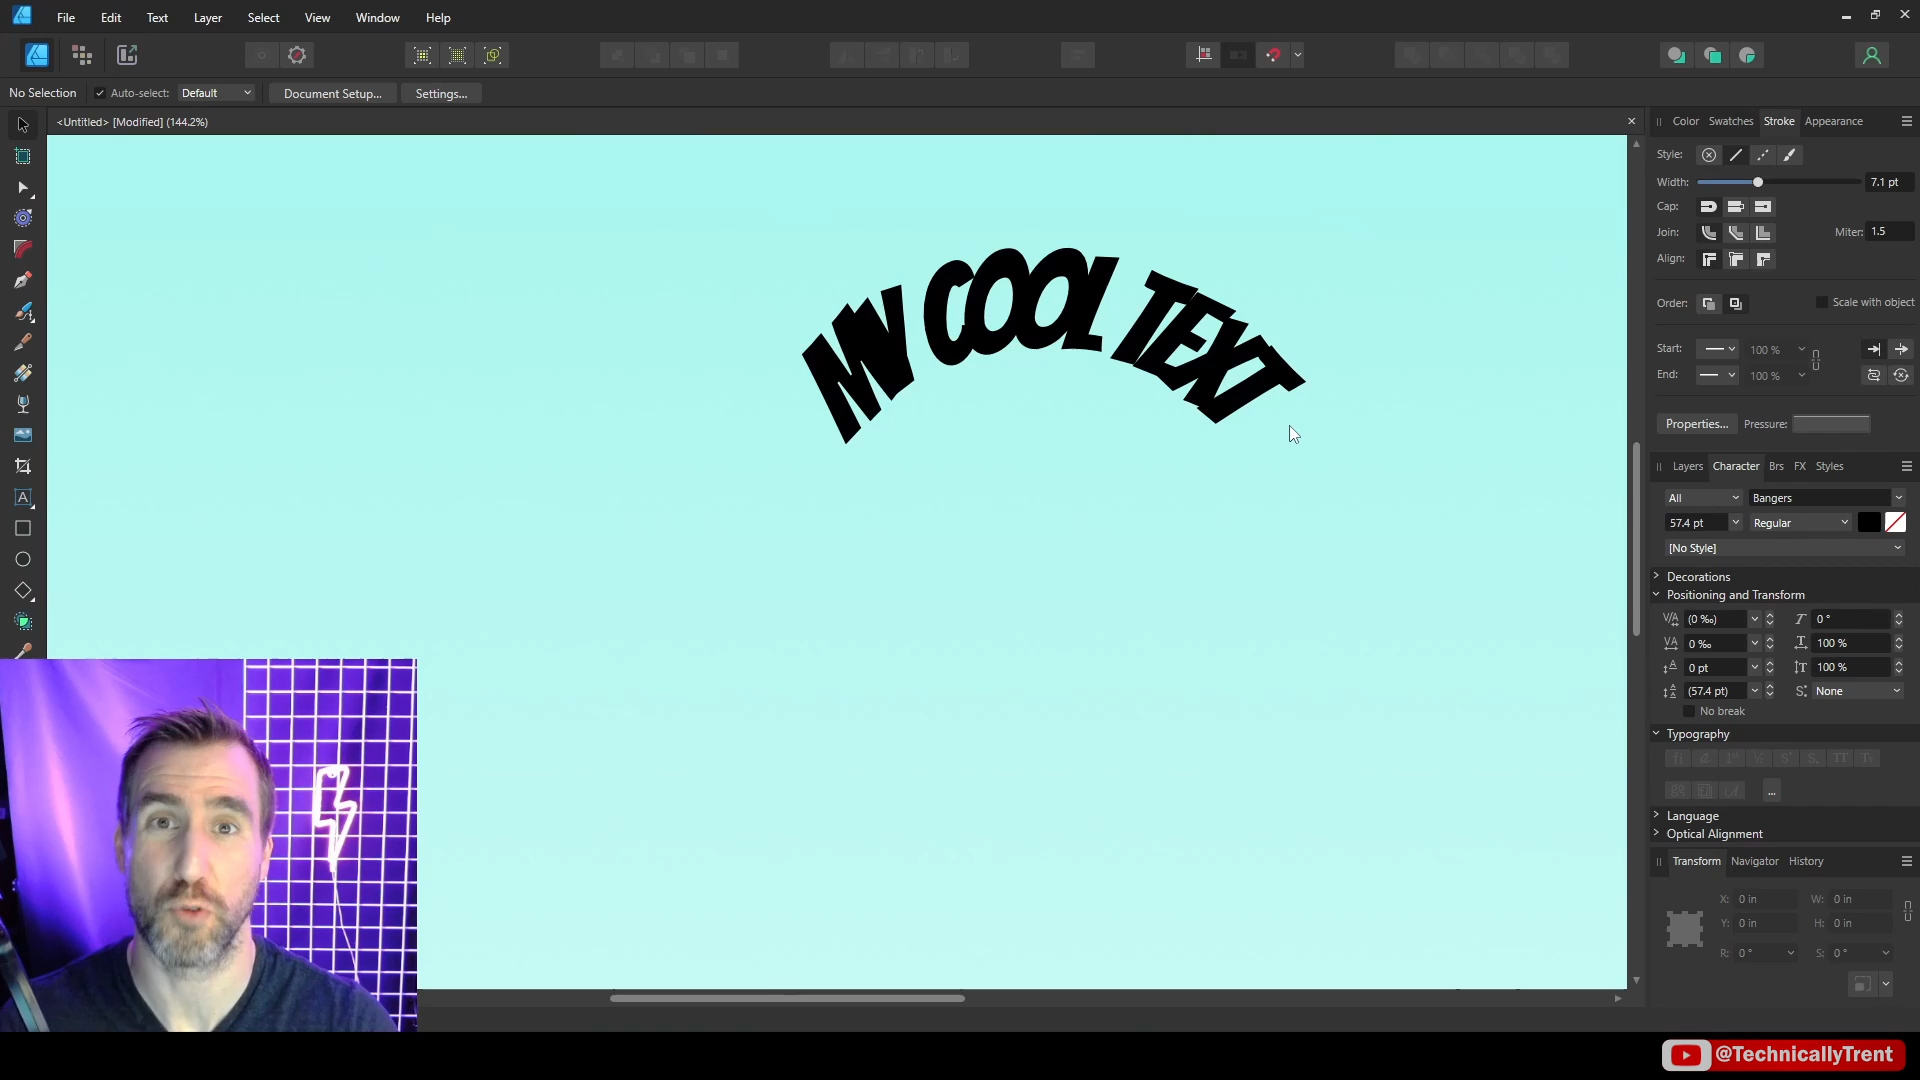 File Edit Text Layer Select View Window Help
No Selection Auto-select: Default Document Setup... Settings...
<Untitled> [Modified] (144.2%)
MY COOL TEXT
Color Swatches Stroke Appearance
Style:
Width: 7.1 pt
Cap:
Join: Miter: 1.5
Align:
Order: Scale with object
Start: 100 %
End: 100 %
Properties... Pressure:
Layers Character Brs FX Styles
All Bangers
57.4 pt Regular
[No Style]
Decorations
Positioning and Transform
(0 ‰) 0 °
0 ‰ 100 %
0 pt 100 %
(57.4 pt) None
No break
Typography
...
Language
Optical Alignment
Transform Navigator History
X: 0 in W: 0 in
Y: 0 in H: 0 in
R: 0 ° S: 0 °
@TechnicallyTrent